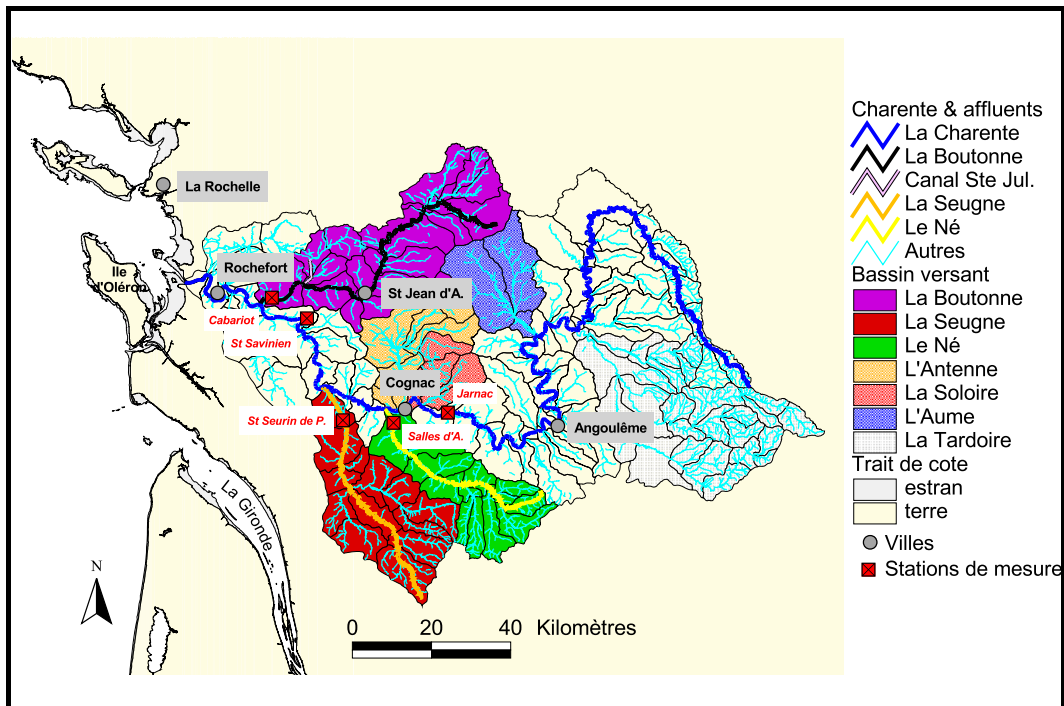 La Rochelle
Ile
d'Oléron
Rochefort
St Jean d'A.
Cabariot
St Savinien
Cognac
Jarnac
St Seurin de P.
Salles d'A.
Angoulême
La Gironde
N
0 20 40 Kilomètres
Charente & affluents
La Charente
La Boutonne
Canal Ste Jul.
La Seugne
Le Né
Autres
Bassin versant
La Boutonne
La Seugne
Le Né
L'Antenne
La Soloire
L'Aume
La Tardoire
Trait de cote
estran
terre
Villes
Stations de mesure